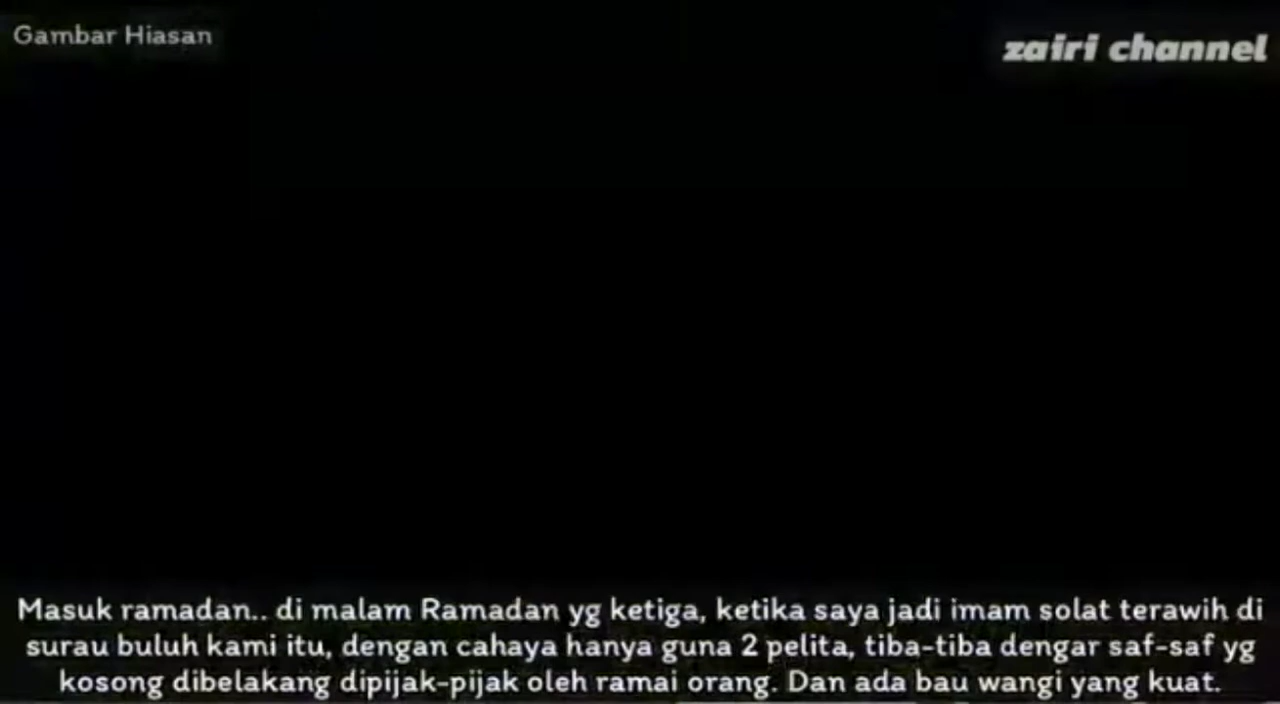 Gambar Hiasan
zairi channel
Masuk ramadan.. di malam Ramadan yg ketiga, ketika saya jadi imam solat terawih di
surau buluh kami itu, dengan cahaya hanya guna 2 pelita, tiba-tiba dengar saf-saf yg
kosong dibelakang dipijak-pijak oleh ramai orang. Dan ada bau wangi yang kuat.